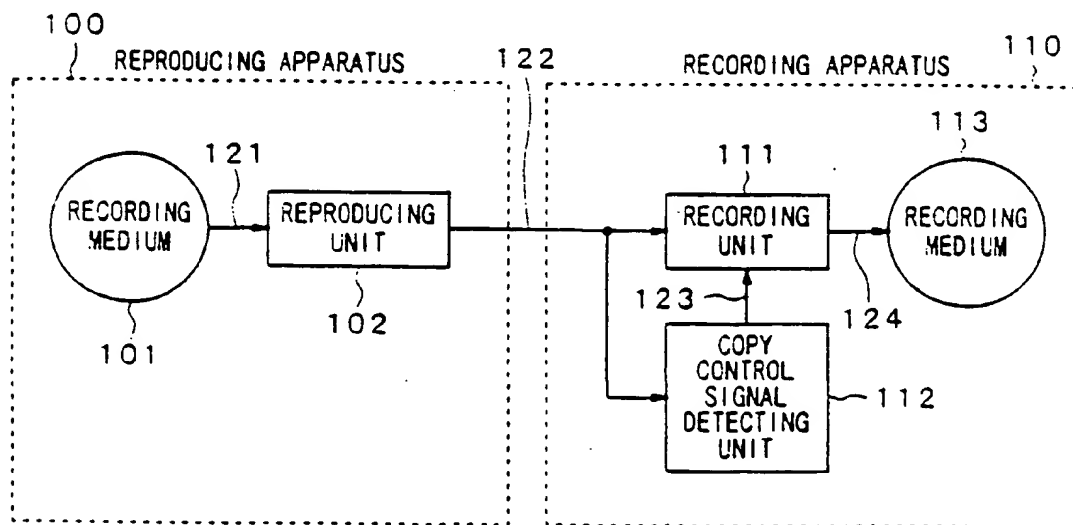 100
REPRODUCING APPARATUS
122
RECORDING APPARATUS
110
121
RECORDING
MEDIUM
101
REPRODUCING
UNIT
102
111
RECORDING
UNIT
113
RECORDING
MEDIUM
123
124
COPY
CONTROL
SIGNAL
DETECTING
UNIT
112